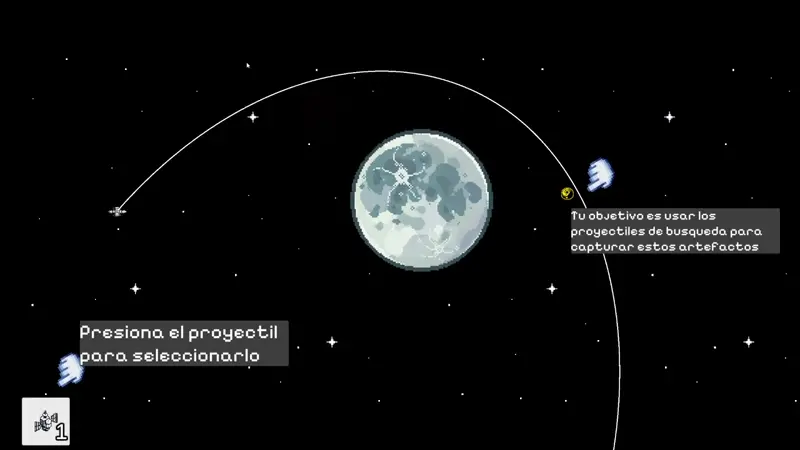 Tu objetivo es usar los
proyectiles de busqueda para
capturar estos artefactos
Presiona el proyectil
para seleccionarlo
1